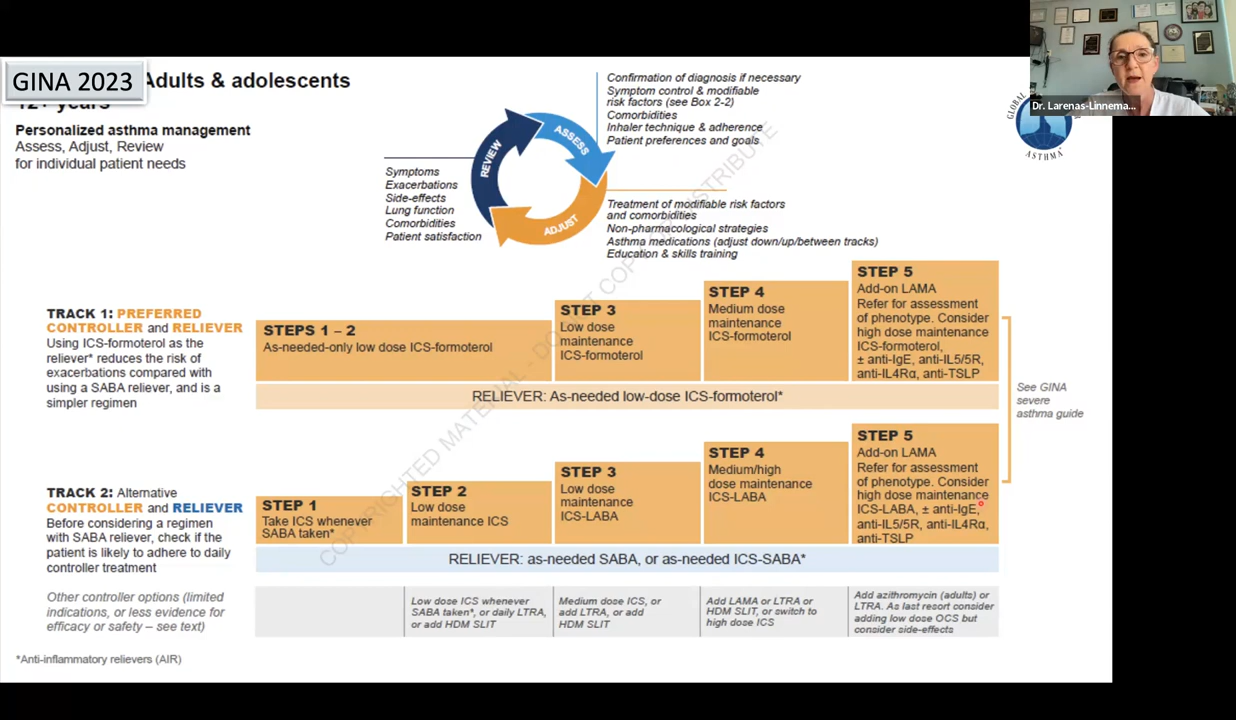 GINA 2023
Adults & adolescents
12+ years
Personalized asthma management
Assess, Adjust, Review
for individual patient needs
Confirmation of diagnosis if necessary
Symptom control & modifiable
risk factors (see Box 2-2)
Comorbidities
Inhaler technique & adherence
Patient preferences and goals
Dr. Larenas-Linnema...
GLOBAL
ASTHMA
REVIEW
ASSESS
ADJUST
Symptoms
Exacerbations
Side-effects
Lung function
Comorbidities
Patient satisfaction
Treatment of modifiable risk factors
and comorbidities
Non-pharmacological strategies
Asthma medications (adjust down/up/between tracks)
Education & skills training
TRACK 1: PREFERRED
CONTROLLER and RELIEVER
Using ICS-formoterol as the
reliever* reduces the risk of
exacerbations compared with
using a SABA reliever, and is a
simpler regimen
STEPS 1 – 2
As-needed-only low dose ICS-formoterol
STEP 3
Low dose
maintenance
ICS-formoterol
STEP 4
Medium dose
maintenance
ICS-formoterol
STEP 5
Add-on LAMA
Refer for assessment
of phenotype. Consider
high dose maintenance
ICS-formoterol,
± anti-IgE, anti-IL5/5R,
anti-IL4Rα, anti-TSLP
RELIEVER: As-needed low-dose ICS-formoterol*
See GINA
severe
asthma guide
TRACK 2: Alternative
CONTROLLER and RELIEVER
Before considering a regimen
with SABA reliever, check if the
patient is likely to adhere to daily
controller treatment
STEP 1
Take ICS whenever
SABA taken*
STEP 2
Low dose
maintenance ICS
STEP 3
Low dose
maintenance
ICS-LABA
STEP 4
Medium/high
dose maintenance
ICS-LABA
STEP 5
Add-on LAMA
Refer for assessment
of phenotype. Consider
high dose maintenance
ICS-LABA, ± anti-IgE,
anti-IL5/5R, anti-IL4Rα,
anti-TSLP
RELIEVER: as-needed SABA, or as-needed ICS-SABA*
Other controller options (limited
indications, or less evidence for
efficacy or safety – see text)
Low dose ICS whenever
SABA taken*, or daily LTRA,
or add HDM SLIT
Medium dose ICS, or
add LTRA, or add
HDM SLIT
Add LAMA or LTRA or
HDM SLIT, or switch to
high dose ICS
Add azithromycin (adults) or
LTRA. As last resort consider
adding low dose OCS but
consider side-effects
*Anti-inflammatory relievers (AIR)
COPYRIGHTED MATERIAL - DO NOT COPY OR DISTRIBUTE